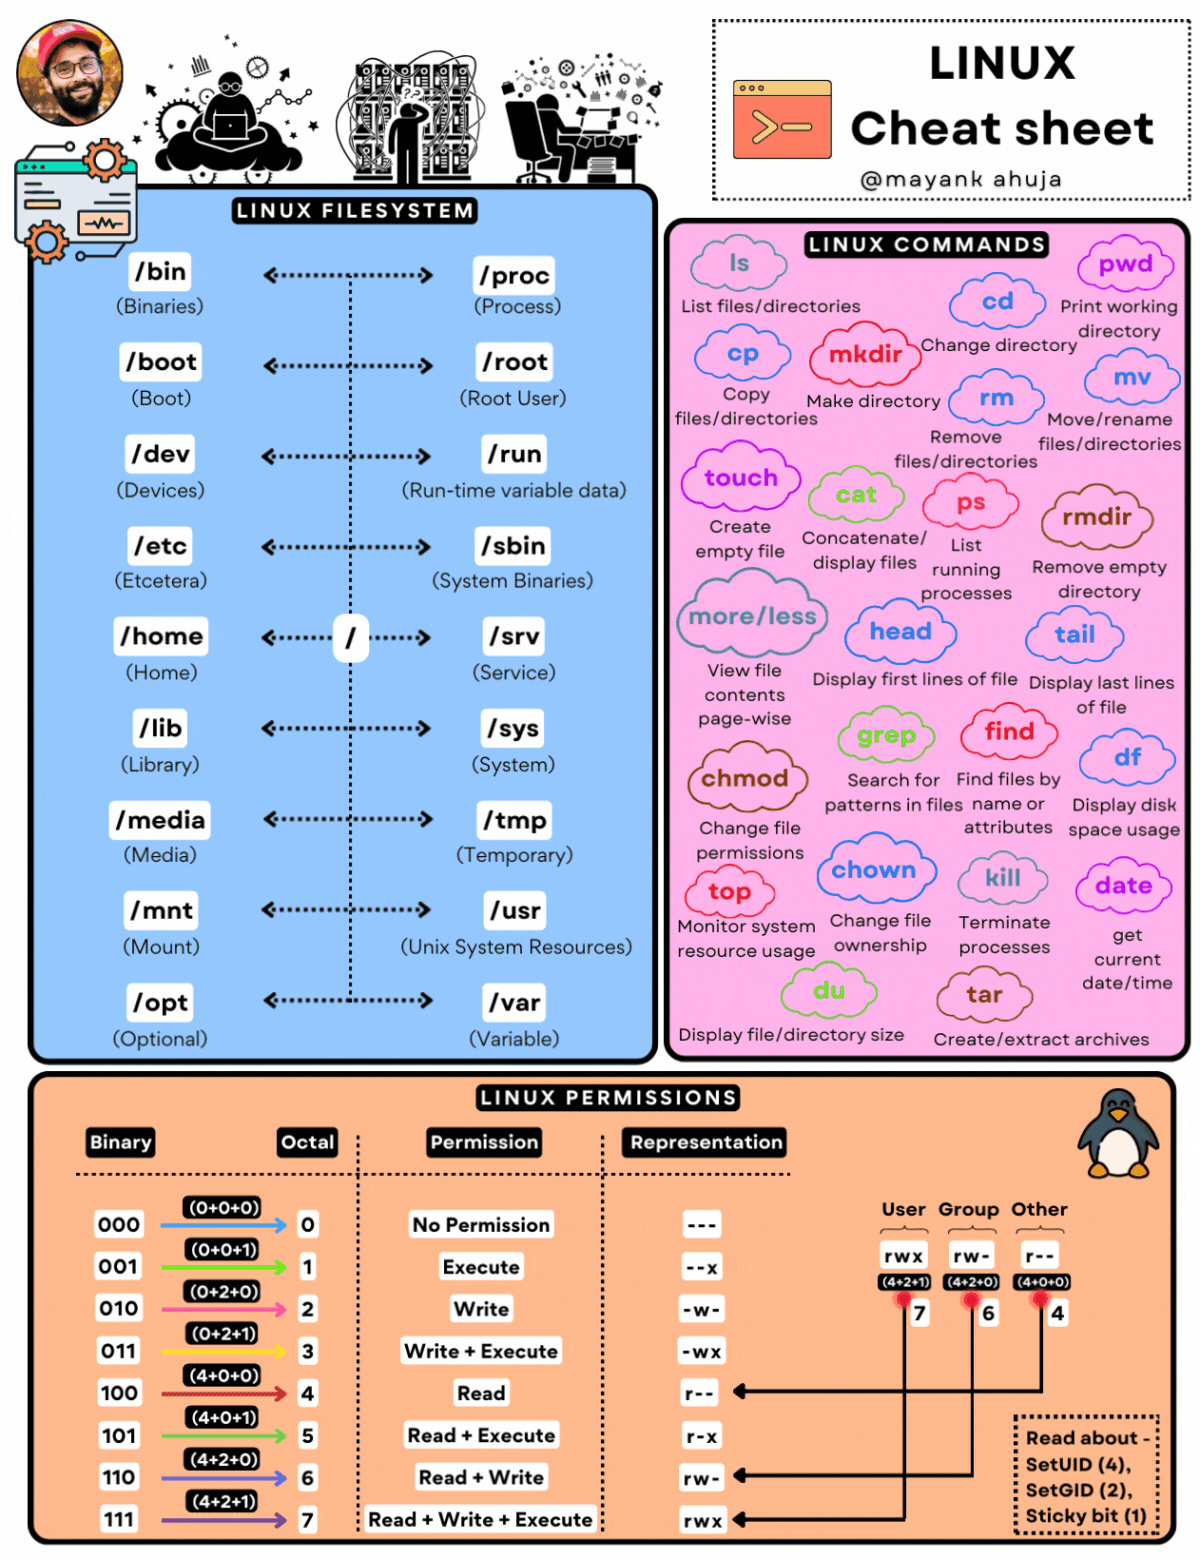 LINUX
Cheat sheet
@mayank ahuja
LINUX FILESYSTEM
/bin
(Binaries)
/proc
(Process)
/boot
(Boot)
/root
(Root User)
/dev
(Devices)
/run
(Run-time variable data)
/etc
(Etcetera)
/sbin
(System Binaries)
/home
(Home)
/
/srv
(Service)
/lib
(Library)
/sys
(System)
/media
(Media)
/tmp
(Temporary)
/mnt
(Mount)
/usr
(Unix System Resources)
/opt
(Optional)
/var
(Variable)
LINUX COMMANDS
ls
List files/directories
cd
Change directory
pwd
Print working
directory
cp
Copy
files/directories
mkdir
Make directory
rm
Remove
files/directories
mv
Move/rename
files/directories
touch
Create
empty file
cat
Concatenate/
display files
ps
List
running
processes
rmdir
Remove empty
directory
more/less
View file
contents
page-wise
head
Display first lines of file
tail
Display last lines
of file
grep
Search for
patterns in files
find
Find files by
name or
attributes
df
Display disk
space usage
chmod
Change file
permissions
chown
Change file
ownership
kill
Terminate
processes
date
get
current
date/time
top
Monitor system
resource usage
du
Display file/directory size
tar
Create/extract archives
LINUX PERMISSIONS
Binary Octal Permission Representation
000 (0+0+0) 0 No Permission ---
001 (0+0+1) 1 Execute --x
010 (0+2+0) 2 Write -w-
011 (0+2+1) 3 Write + Execute -wx
100 (4+0+0) 4 Read r--
101 (4+0+1) 5 Read + Execute r-x
110 (4+2+0) 6 Read + Write rw-
111 (4+2+1) 7 Read + Write + Execute rwx
User Group Other
rwx rw- r--
(4+2+1) (4+2+0) (4+0+0)
7 6 4
Read about -
SetUID (4),
SetGID (2),
Sticky bit (1)